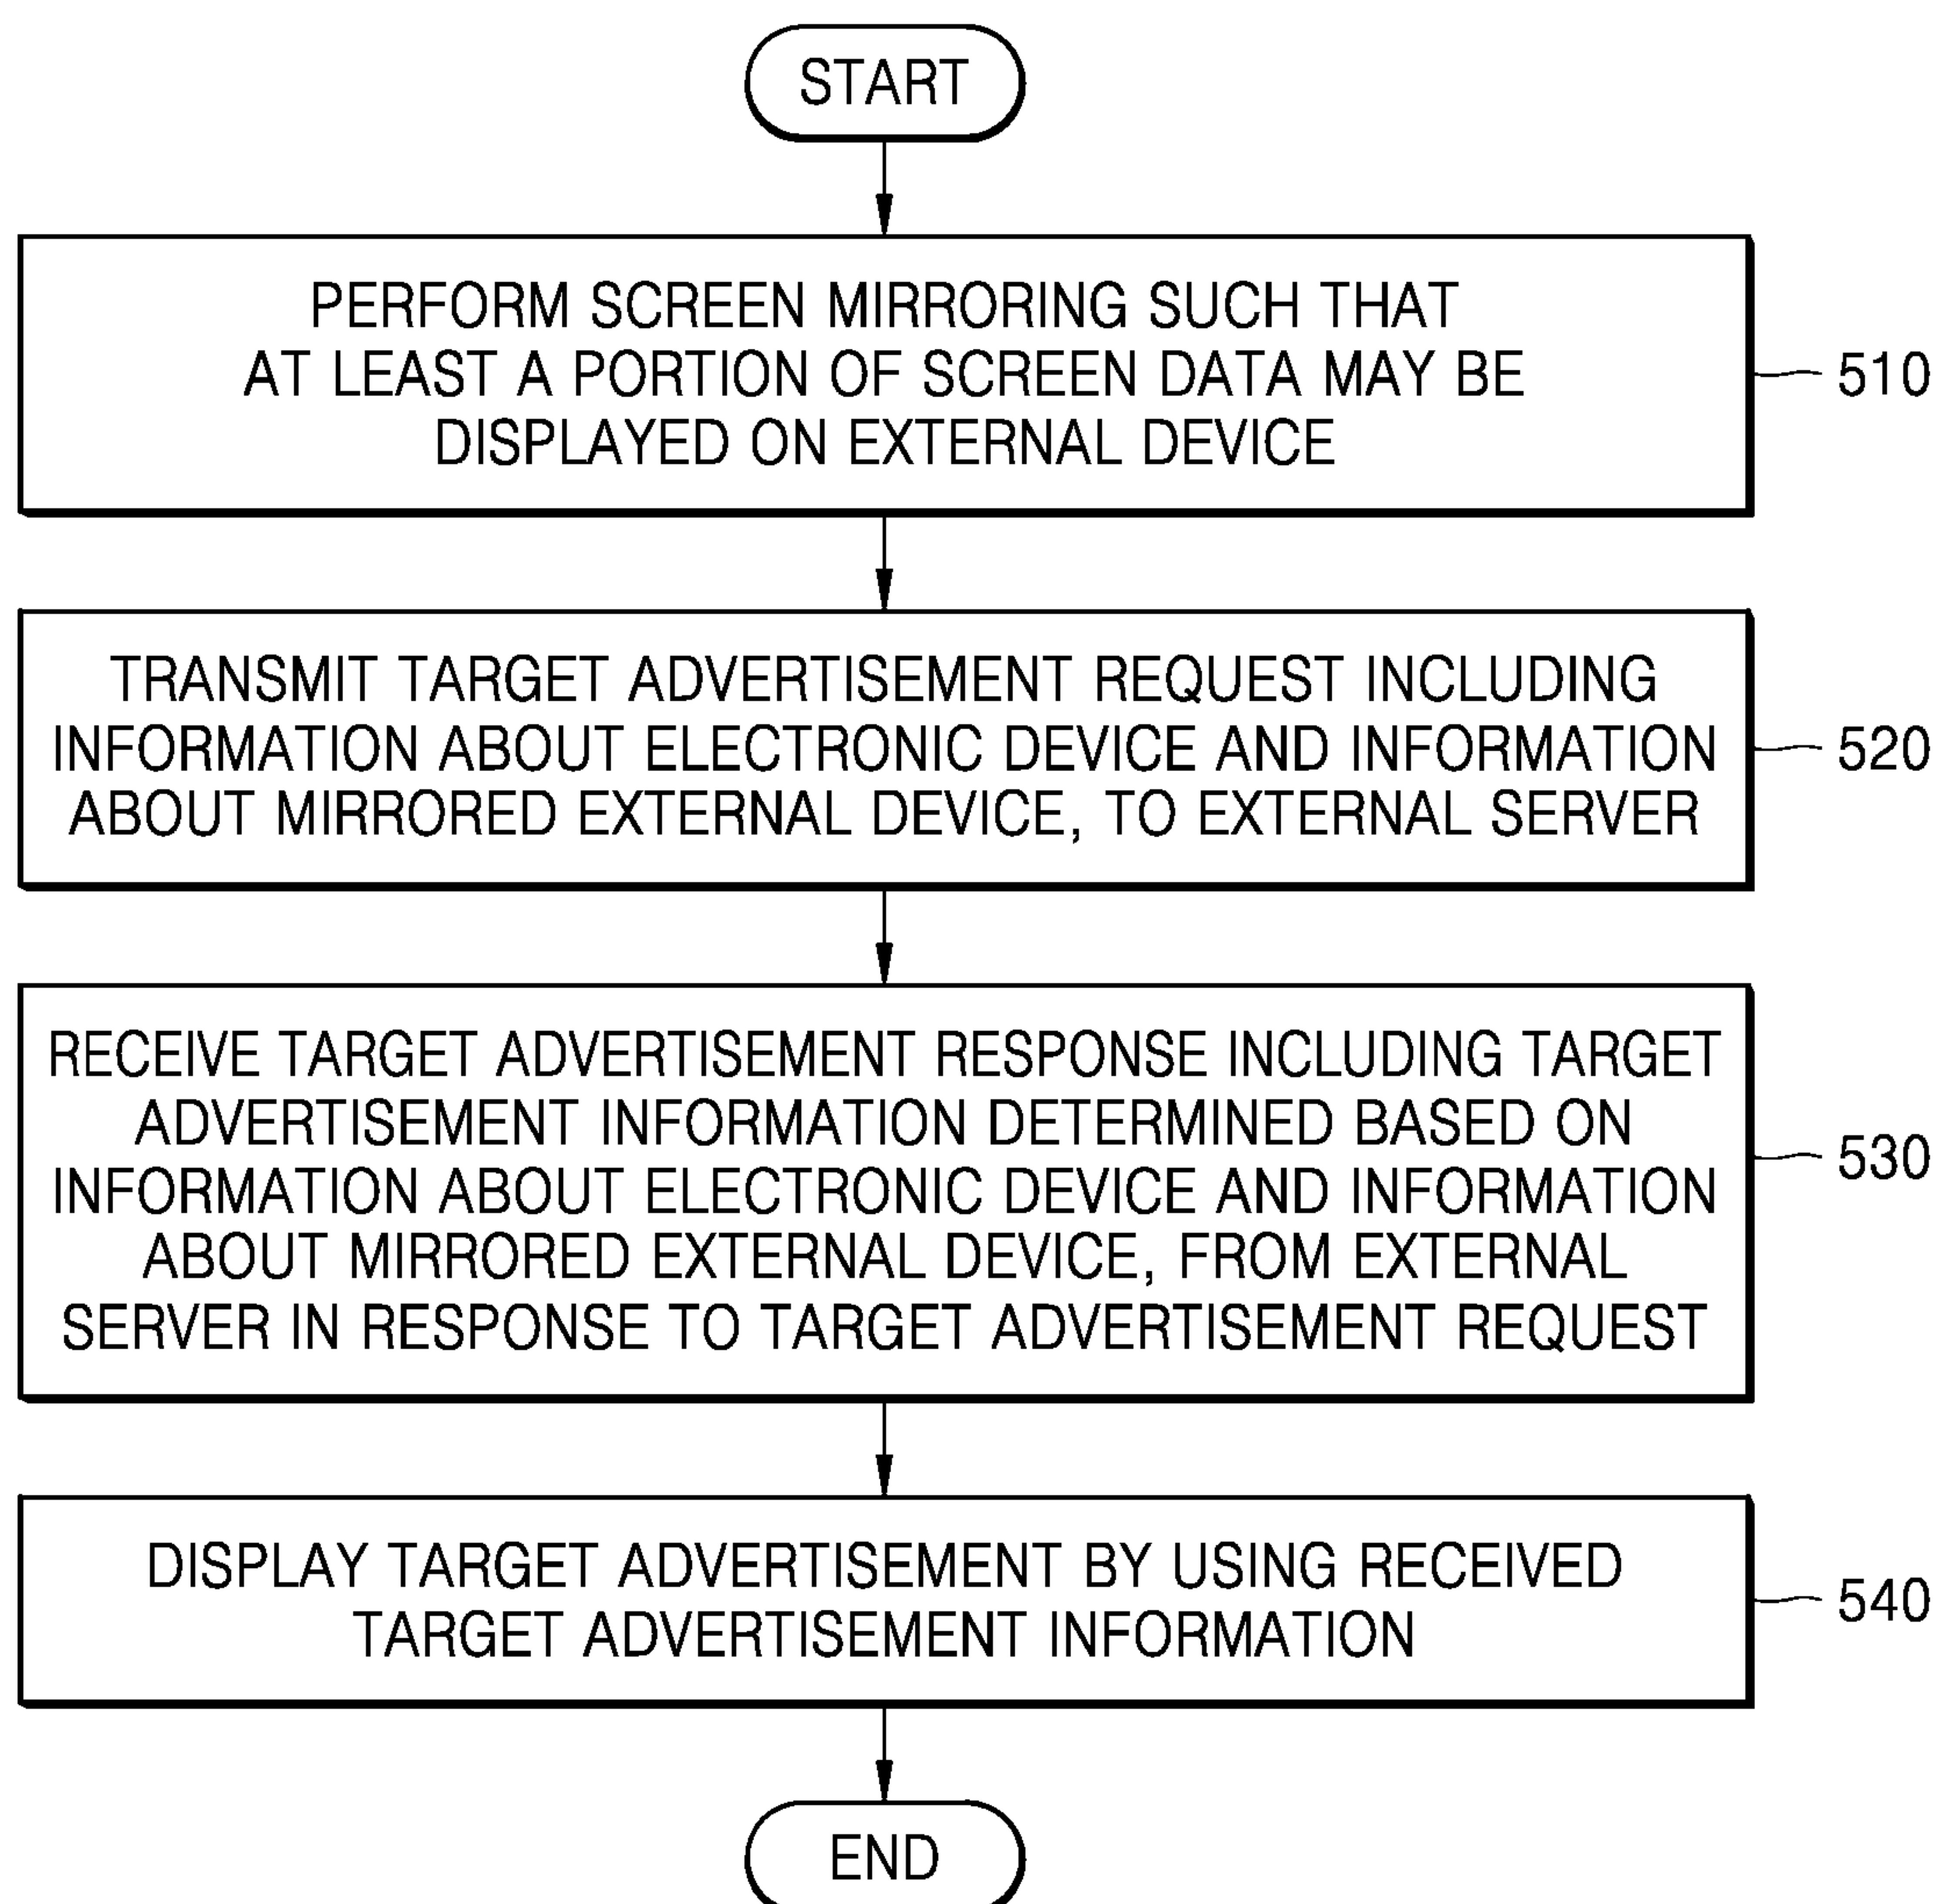 START
PERFORM SCREEN MIRRORING SUCH THAT
AT LEAST A PORTION OF SCREEN DATA MAY BE
DISPLAYED ON EXTERNAL DEVICE
510
TRANSMIT TARGET ADVERTISEMENT REQUEST INCLUDING
INFORMATION ABOUT ELECTRONIC DEVICE AND INFORMATION
ABOUT MIRRORED EXTERNAL DEVICE, TO EXTERNAL SERVER
520
RECEIVE TARGET ADVERTISEMENT RESPONSE INCLUDING TARGET
ADVERTISEMENT INFORMATION DETERMINED BASED ON
INFORMATION ABOUT ELECTRONIC DEVICE AND INFORMATION
ABOUT MIRRORED EXTERNAL DEVICE, FROM EXTERNAL
SERVER IN RESPONSE TO TARGET ADVERTISEMENT REQUEST
530
DISPLAY TARGET ADVERTISEMENT BY USING RECEIVED
TARGET ADVERTISEMENT INFORMATION
540
END